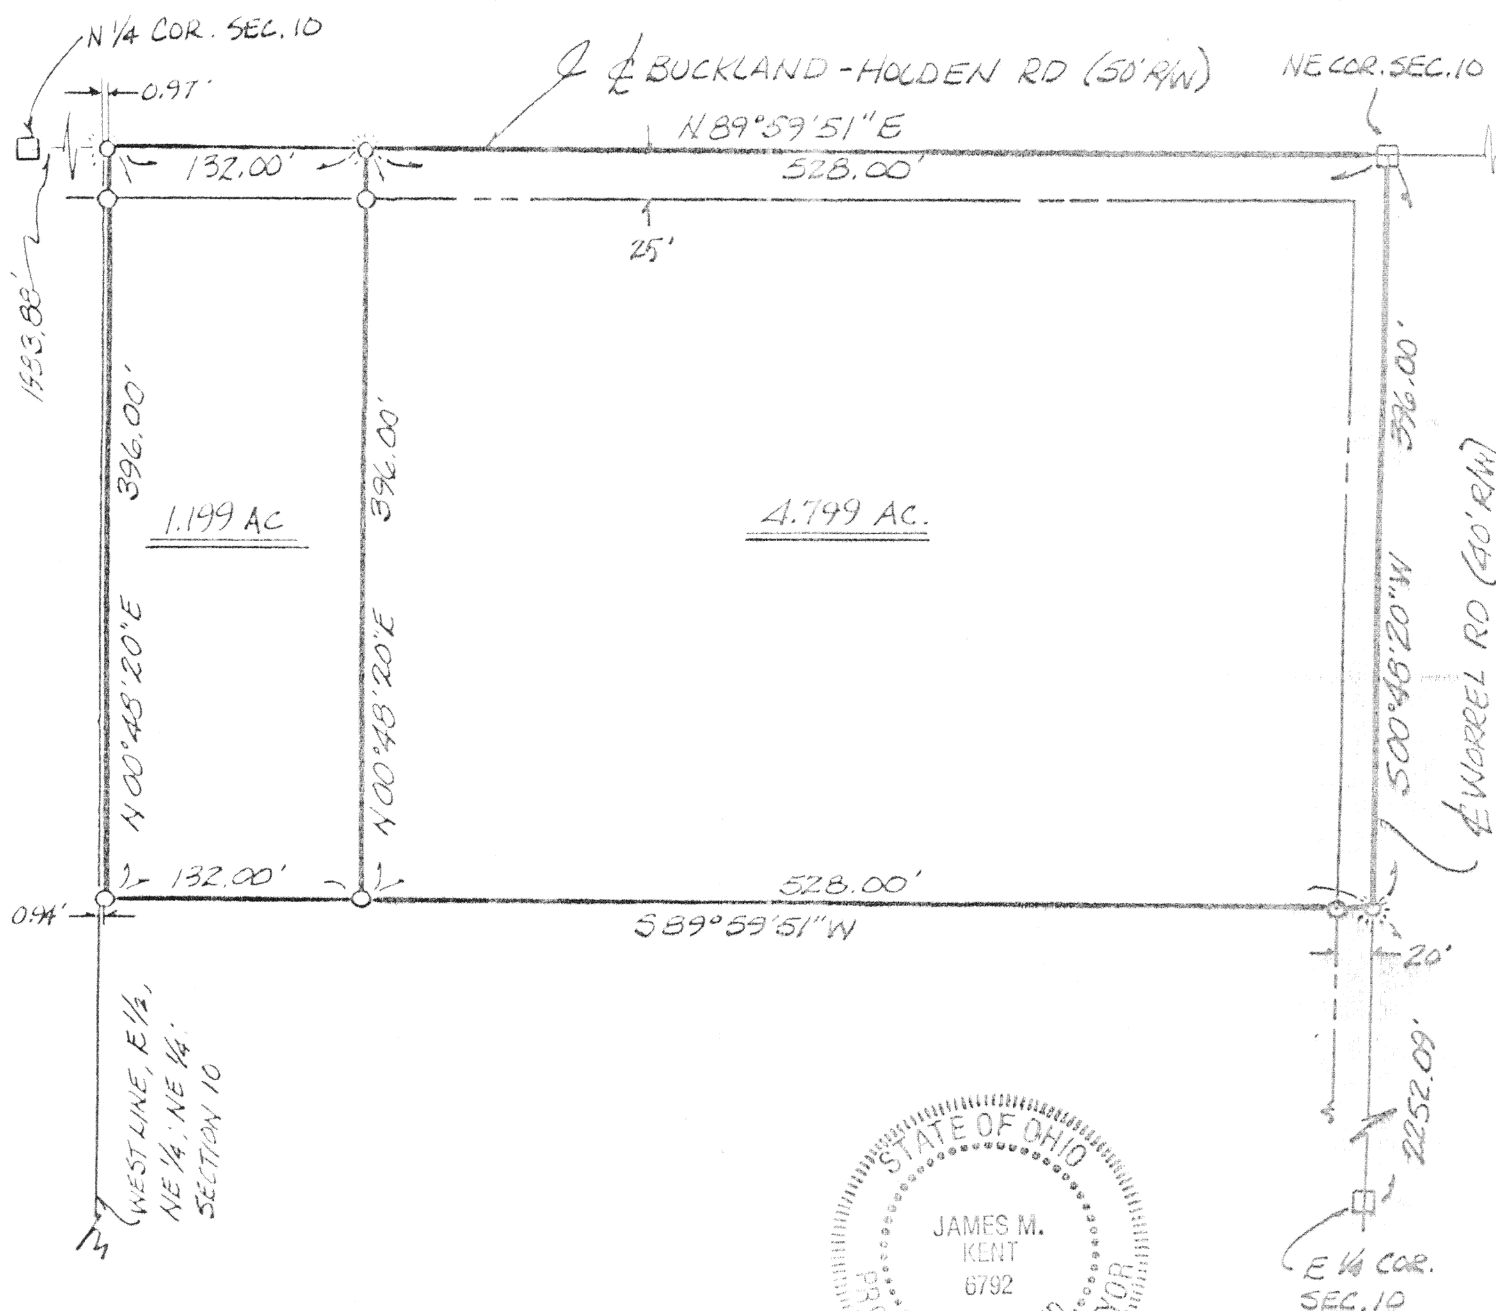 N 1/4 COR. SEC. 10
0.97'
℄ BUCKLAND-HOLDEN RD (50' R/W)
NE COR. SEC. 10
N 89°59'51" E
132.00'
528.00'
25'
396.00'
396.00'
396.00'
1.199 AC
4.799 AC.
N 00°48'20" E
N 00°48'20" E
S 00°48'20" W
℄ WORREL RD (40' R/W)
132.00'
528.00'
0.94'
S 89°59'51" W
20'
2252.09'
WEST LINE, E 1/2,
NE 1/4, NE 1/4
SECTION 10
STATE OF OHIO
JAMES M.
KENT
6792
E 1/4 COR.
SEC. 10